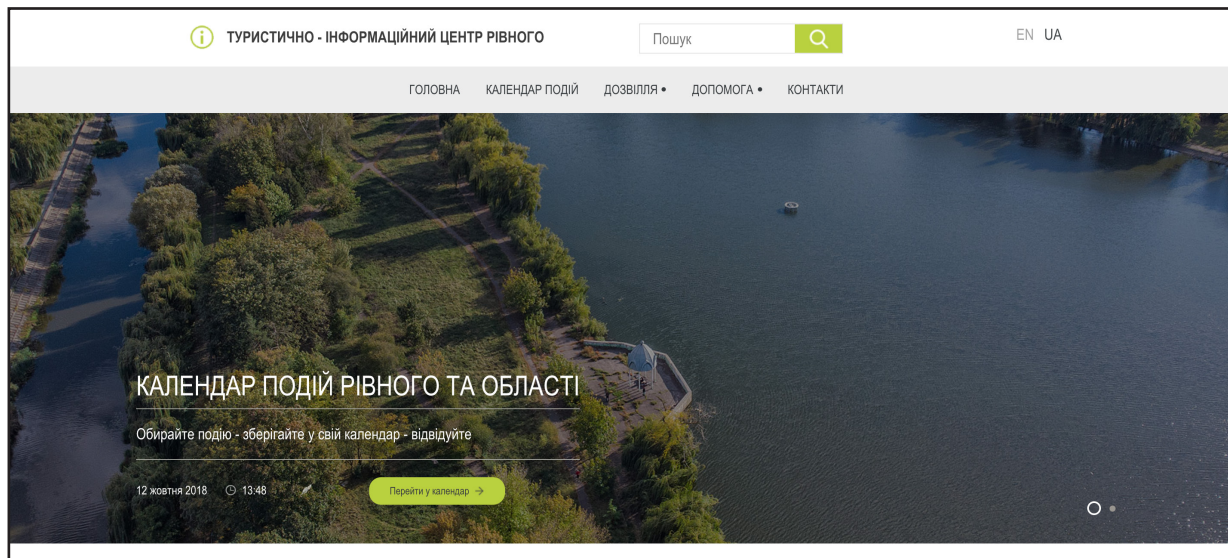 ТУРИСТИЧНО - ІНФОРМАЦІЙНИЙ ЦЕНТР РІВНОГО
Пошук
EN UA
ГОЛОВНА КАЛЕНДАР ПОДІЙ ДОЗВІЛЛЯ • ДОПОМОГА • КОНТАКТИ
КАЛЕНДАР ПОДІЙ РІВНОГО ТА ОБЛАСТІ
Обирайте подію - зберігайте у свій календар - відвідуйте
12 жовтня 2018 13:48
Перейти у календар →